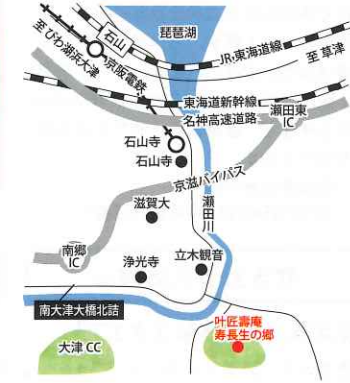 琵琶湖
石山
JR東海道線
至びわ湖浜大津
京阪電鉄
至草津
東海道新幹線
名神高速道路
瀬田東
IC
石山寺
石山寺
京滋バイパス
滋賀大
瀬田川
南郷
IC
浄光寺
立木観音
南大津大橋北詰
叶匠壽庵
寿長生の郷
大津CC